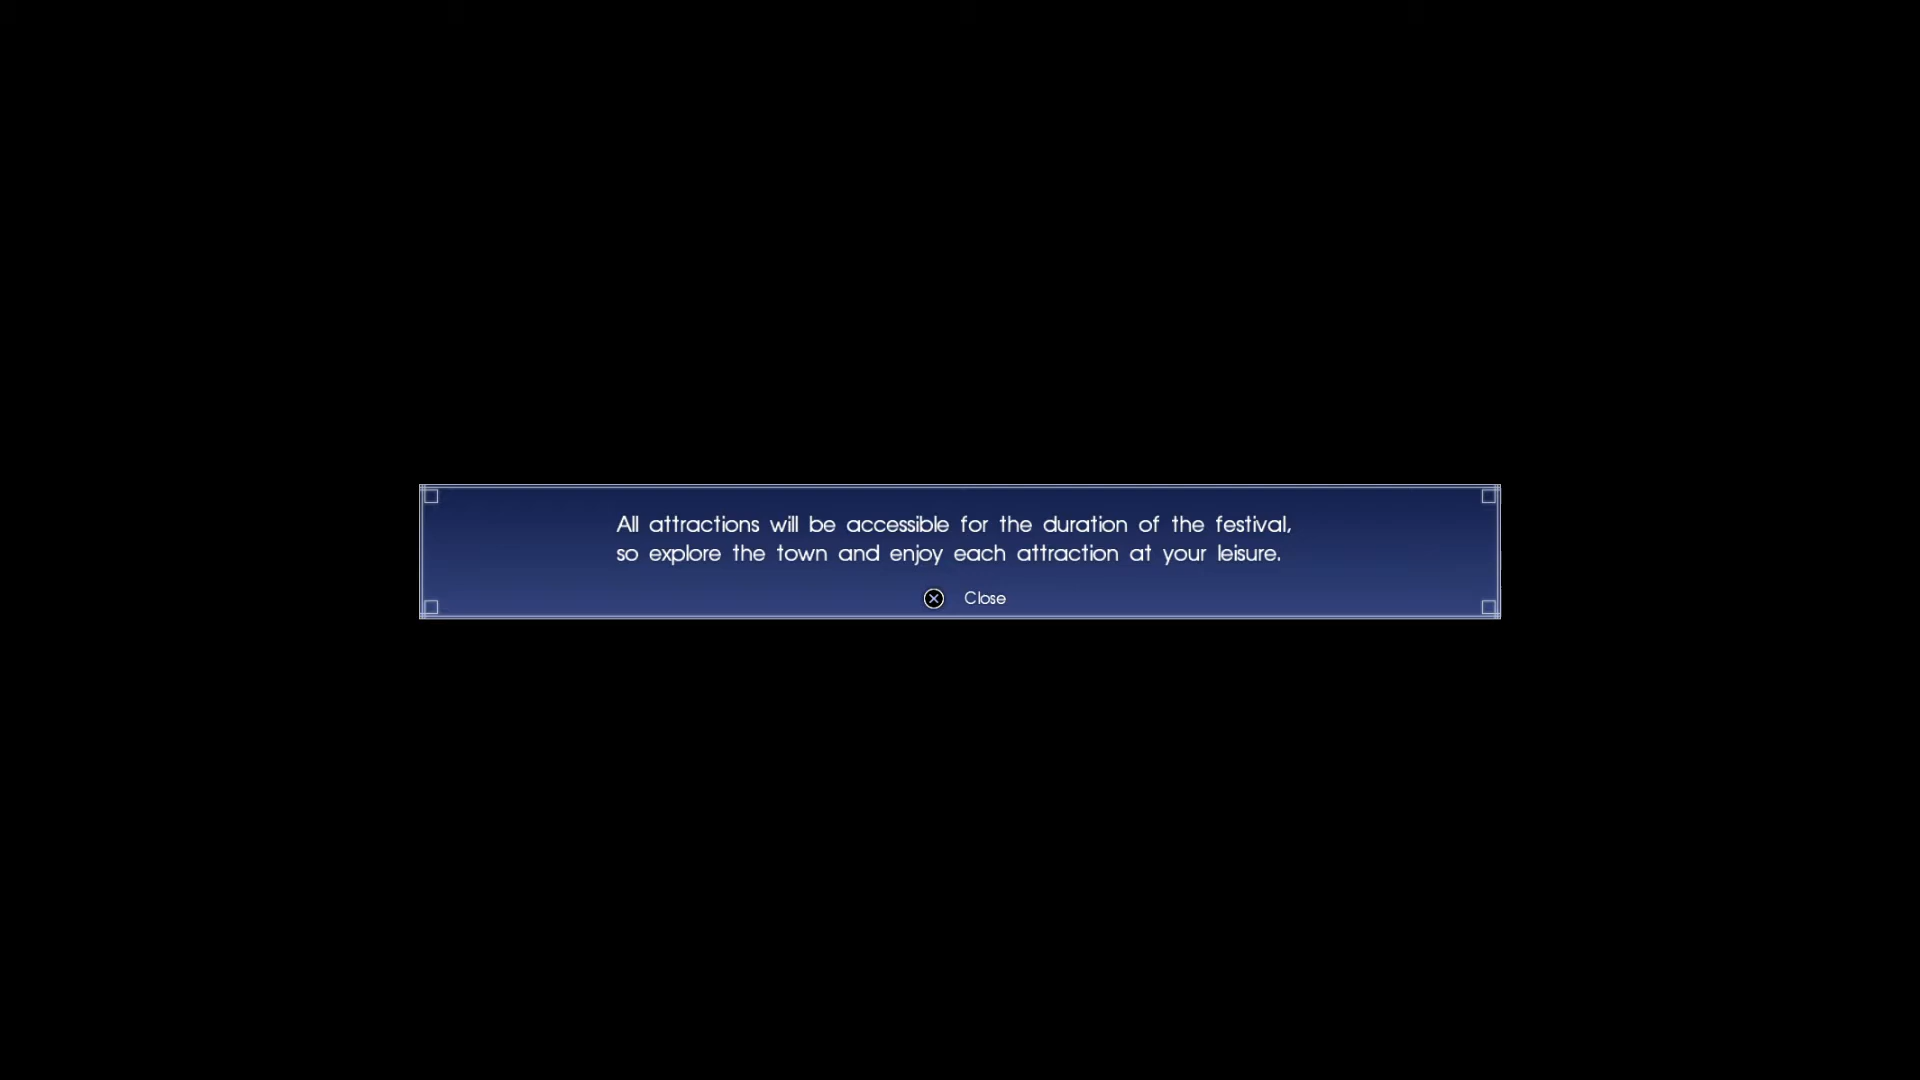 All attractions will be accessible for the duration of the festival,
so explore the town and enjoy each attraction at your leisure.
Close